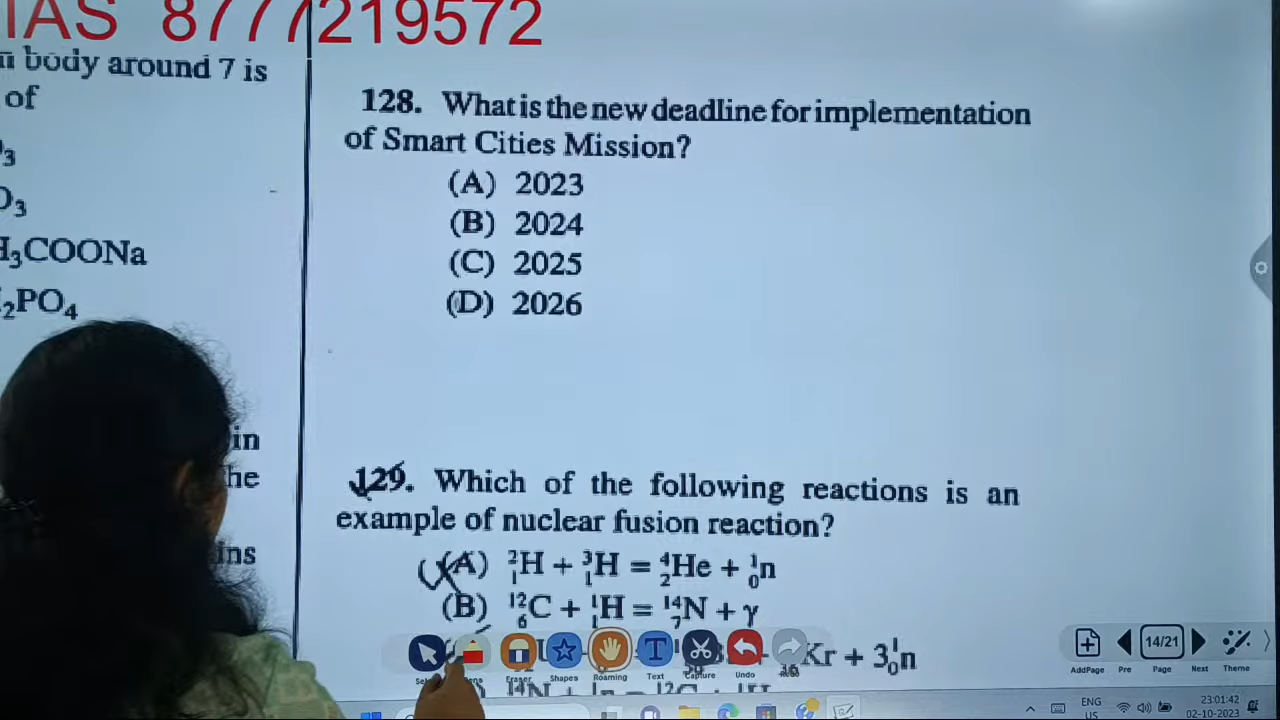 IAS 8777219572
body around 7 is
of
3
O3
H3COONa
2PO4
in
he
ins
128. What is the new deadline for implementation
of Smart Cities Mission?
(A) 2023
(B) 2024
(C) 2025
(D) 2026
129. Which of the following reactions is an
example of nuclear fusion reaction?
(A) ²₁H + ³₁H = ⁴₂He + ¹₀n
(B) ¹²₆C + ¹₁H = ¹⁴₇N + γ
Kr + 3¹₀n
¹⁴N
Eraser
Shapes
Roaming
Text
Capture
Undo
AddPage
Pre
14/21
Page
Next
Theme
ENG
US
23:01:42
02-10-2023